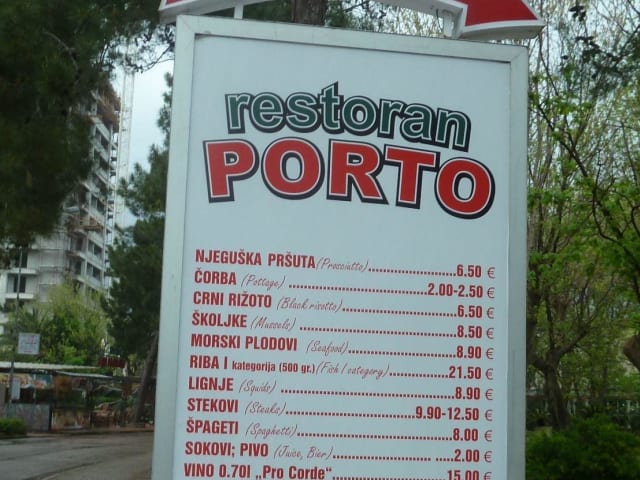 restoran
PORTO
NJEGUŠKA PRŠUTA (Prosciutto)..........6.50 €
ČORBA (Pottage)..........2.00-2.50 €
CRNI RIŽOTO (Black risotto)..........6.50 €
ŠKOLJKE (Mussels)..........8.50 €
MORSKI PLODOVI (Seafood)..........8.90 €
RIBA I kategorija (500 gr.) (Fish I category)..........21.50 €
LIGNJE (Squids)..........8.90 €
STEKOVI (Steaks)..........9.90-12.50 €
ŠPAGETI (Spaghetti)..........8.00 €
SOKOVI; PIVO (Juice, Bier)..........2.00 €
VINO 0.70l „Pro Corde“..........15.00 €